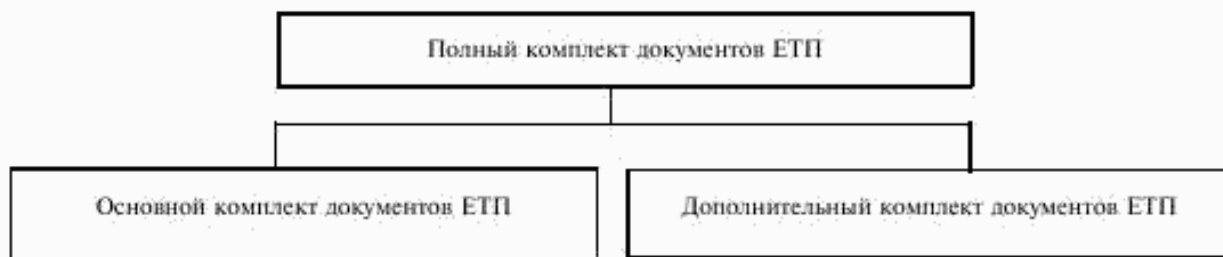 Полный комплект документов ЕТП
Основной комплект документов ЕТП
Дополнительный комплект документов ЕТП